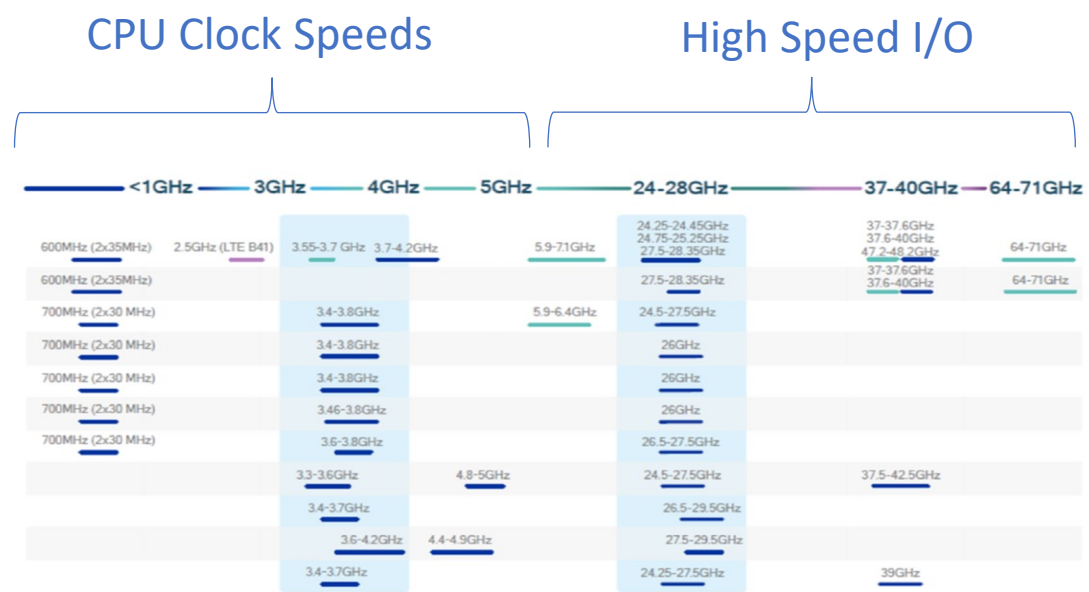 CPU Clock Speeds
High Speed I/O
<1GHz 3GHz 4GHz 5GHz 24-28GHz 37-40GHz 64-71GHz
24.25-24.45GHz 37-37.6GHz
24.75-25.25GHz 37.6-40GHz
600MHz (2x35MHz) 2.5GHz (LTE B41) 3.55-3.7 GHz 3.7-4.2GHz 5.9-7.1GHz 27.5-28.35GHz 47.2-48.2GHz 64-71GHz
37-37.6GHz
600MHz (2x35MHz) 27.5-28.35GHz 37.6-40GHz 64-71GHz
700MHz (2x30 MHz) 3.4-3.8GHz 5.9-6.4GHz 24.5-27.5GHz
700MHz (2x30 MHz) 3.4-3.8GHz 26GHz
700MHz (2x30 MHz) 3.4-3.8GHz 26GHz
700MHz (2x30 MHz) 3.46-3.8GHz 26GHz
700MHz (2x30 MHz) 3.6-3.8GHz 26.5-27.5GHz
3.3-3.6GHz 4.8-5GHz 24.5-27.5GHz 37.5-42.5GHz
3.4-3.7GHz 26.5-29.5GHz
3.6-4.2GHz 4.4-4.9GHz 27.5-29.5GHz
3.4-3.7GHz 24.25-27.5GHz 39GHz